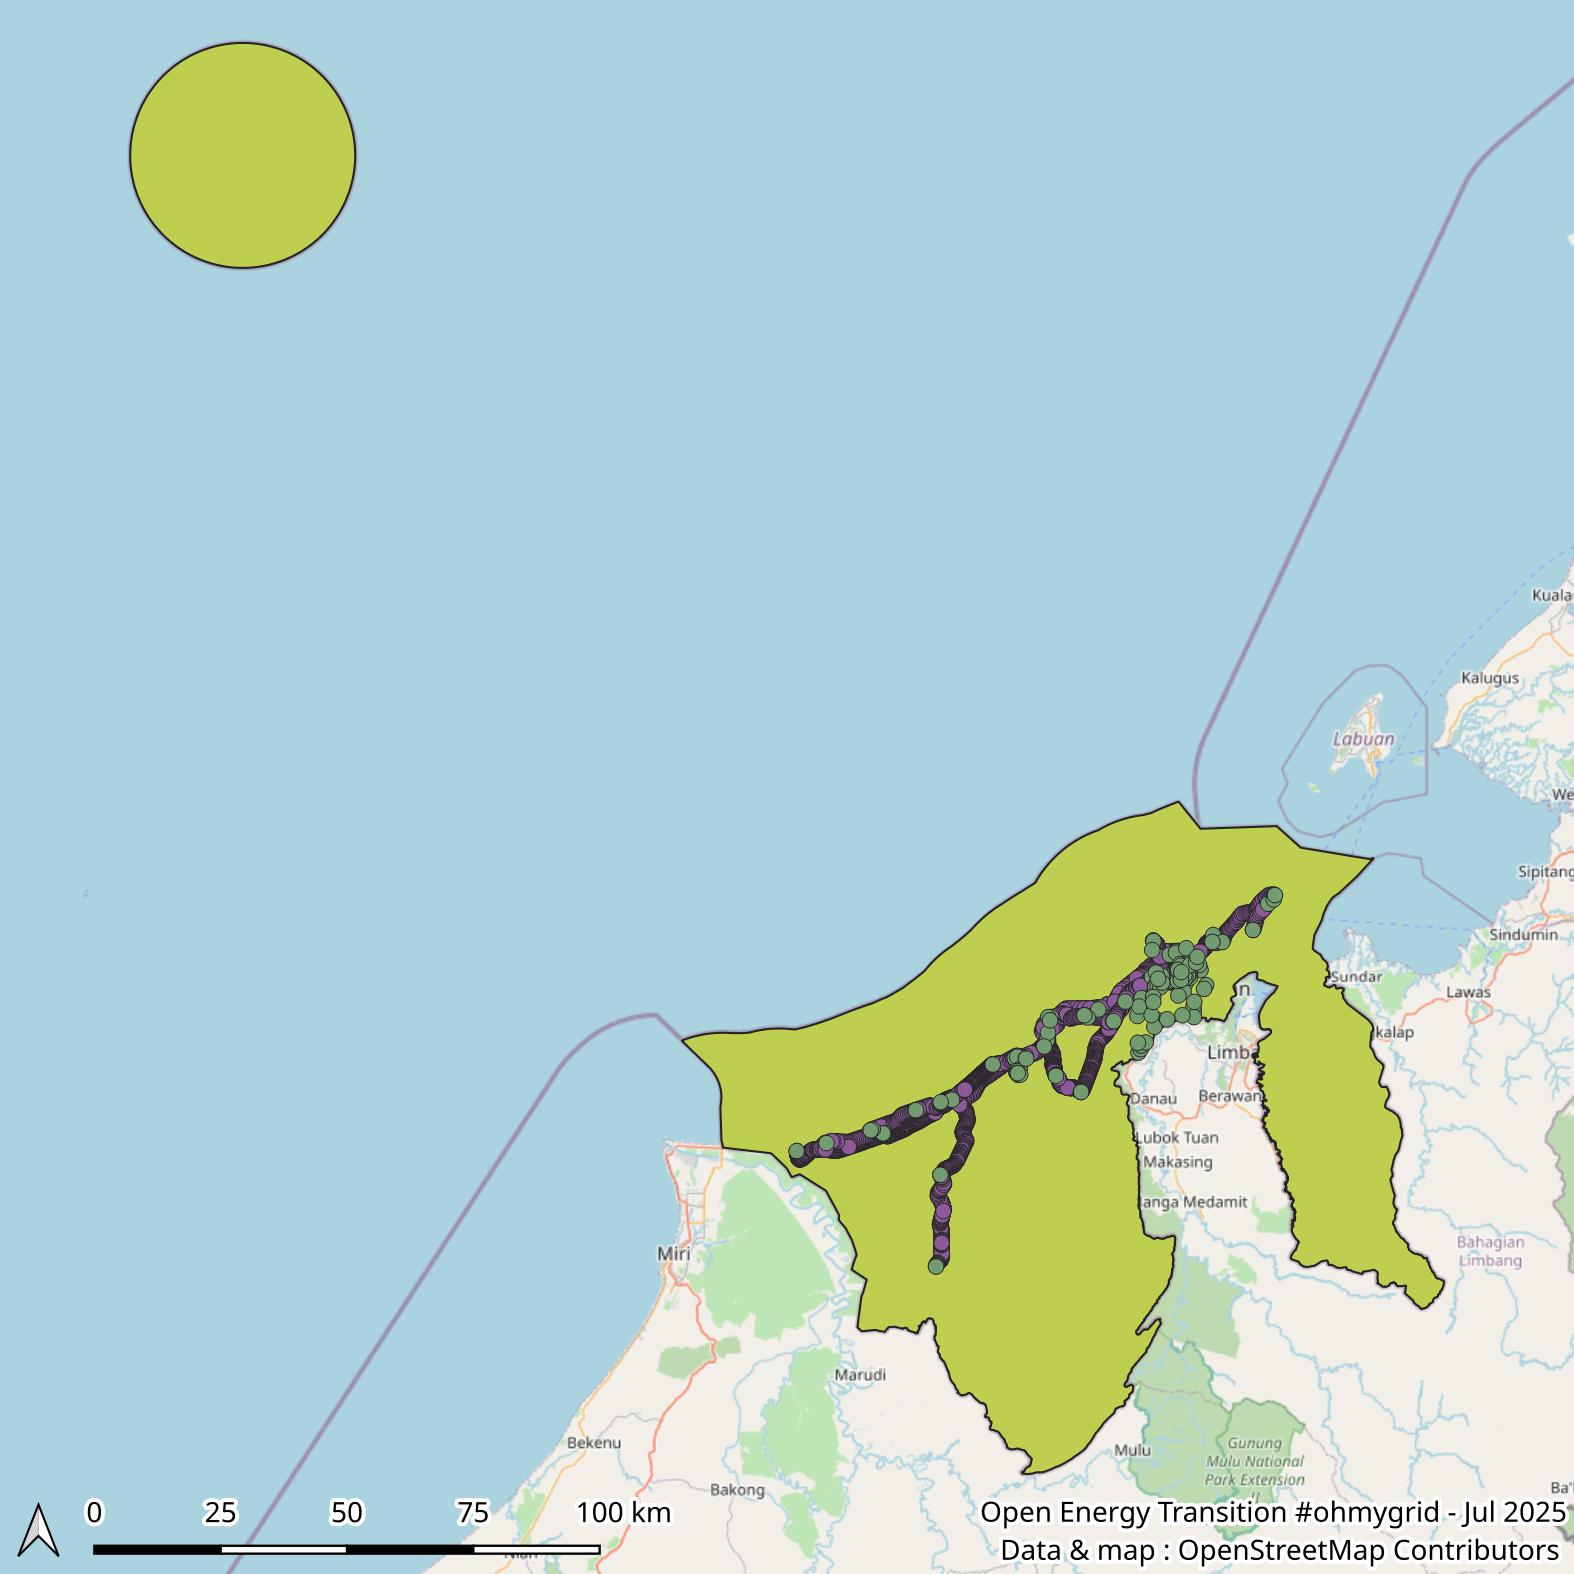 Kuala
Kalugus
Labuan
We
Sipitang
Sindumin
Sundar
n
Lawas
kalap
Limba
Danau
Berawan
Lubok Tuan
Makasing
anga Medamit
Bahagian
Limbang
Miri
Marudi
Bekenu
Mulu
Gunung
Mulu National
Park Extension
II
Bakong
Ba'
0 25 50 75 100 km
Open Energy Transition #ohmygrid - Jul 2025
Data & map : OpenStreetMap Contributors